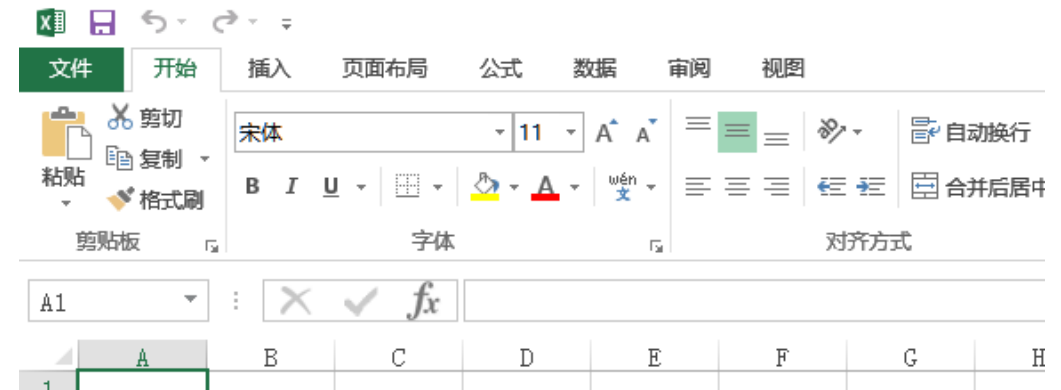 文件 开始 插入 页面布局 公式 数据 审阅 视图
剪切
宋体 11 A A 自动换行
复制
粘贴
B I U A wén 文 合并后居中
格式刷
剪贴板 字体 对齐方式
A1 fx
A B C D E F G H
1